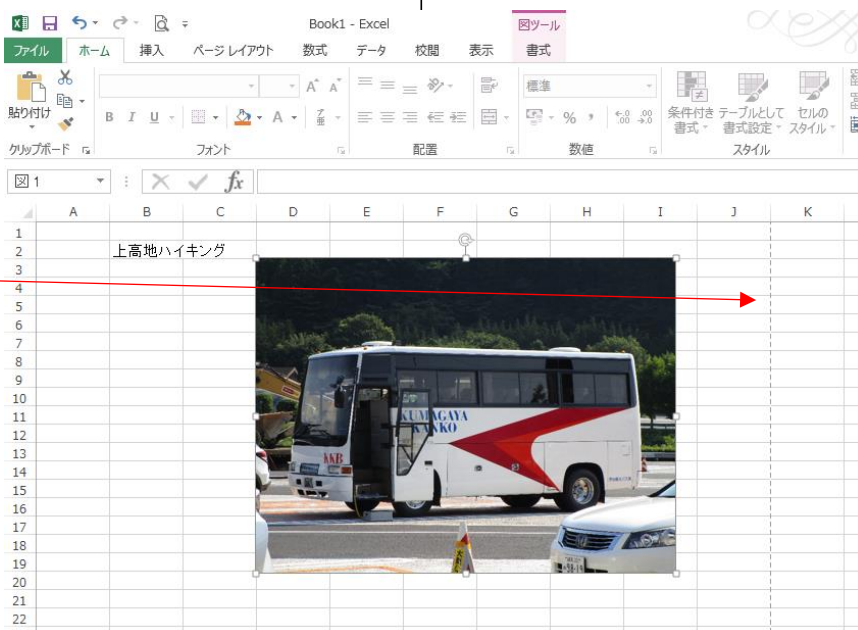 Book1 - Excel
図ツール
ファイル
ホーム
挿入
ページ レイアウト
数式
データ
校閲
表示
書式
貼り付け
B I U
A A
A
標準
% ,
条件付き
書式
テーブルとして
書式設定
セルの
スタイル
クリップボード
フォント
配置
数値
スタイル
図 1
fx
A B C D E F G H I J K
1
2 上高地ハイキング
3
4
5
6
7
8
9
10
11
12
13
14
15
16
17
18
19
20
21
22
KUMAGAYA
KANKO
KKB